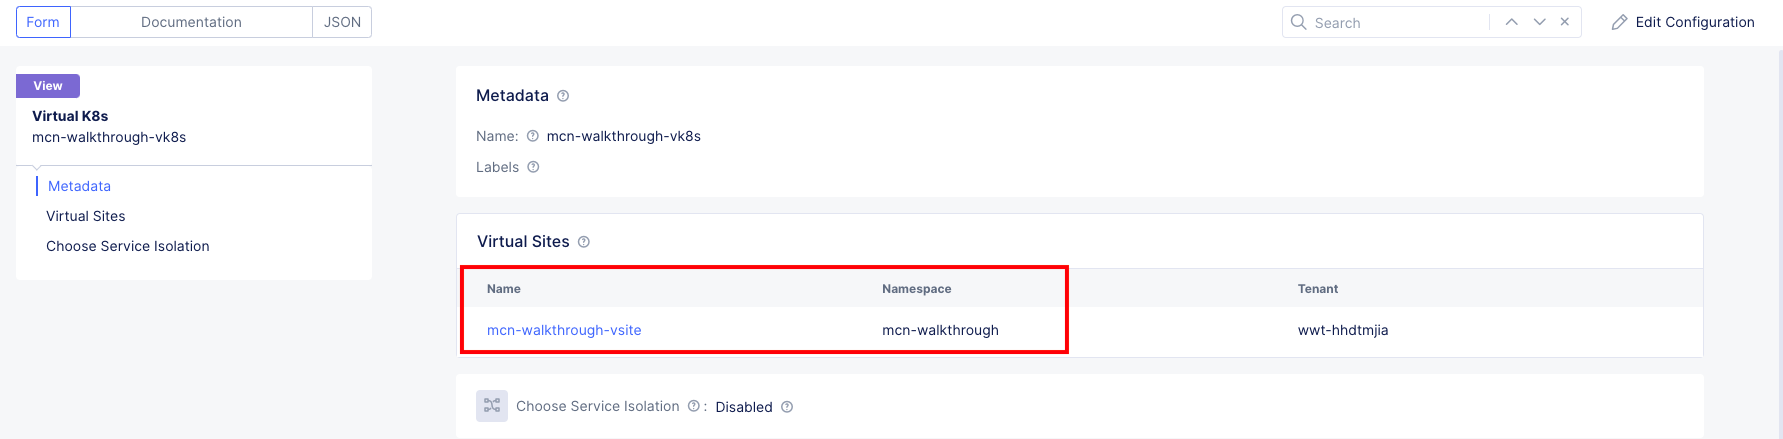 Form Documentation JSON Search Edit Configuration
View
Virtual K8s
mcn-walkthrough-vk8s
Metadata
Virtual Sites
Choose Service Isolation
Metadata
Name: mcn-walkthrough-vk8s
Labels
Virtual Sites
Name Namespace Tenant
mcn-walkthrough-vsite mcn-walkthrough wwt-hhdtmjia
Choose Service Isolation : Disabled